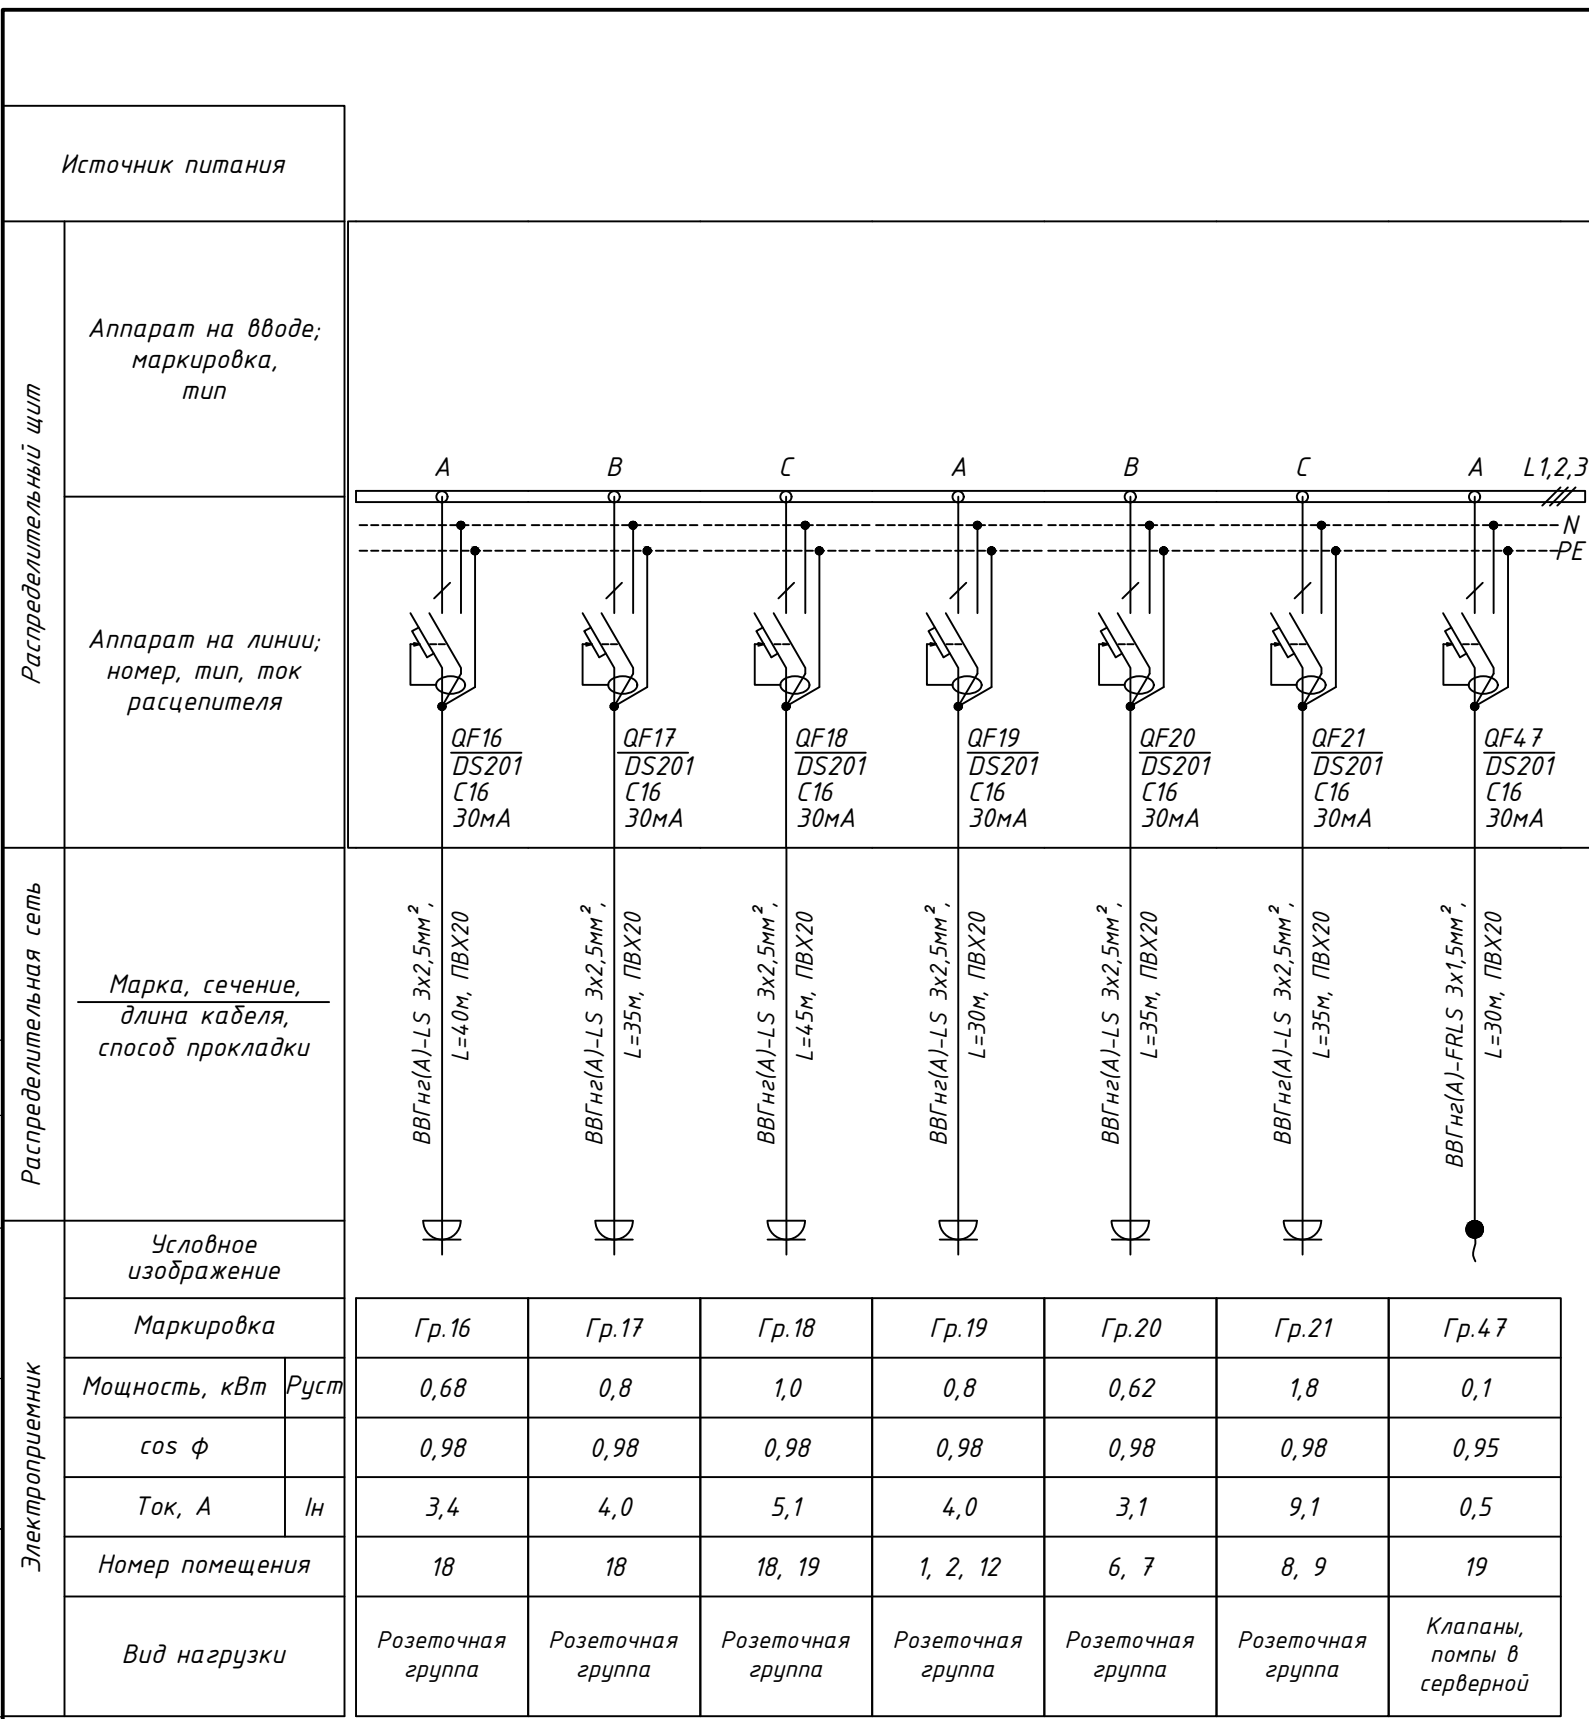 Источник питания
Распределительный щит
Аппарат на вводе;
маркировка,
тип
A B C A B C A L1,2,3
N
PE
Аппарат на линии;
номер, тип, ток
расцепителя
QF16 QF17 QF18 QF19 QF20 QF21 QF47
DS201 DS201 DS201 DS201 DS201 DS201 DS201
C16 C16 C16 C16 C16 C16 C16
30мА 30мА 30мА 30мА 30мА 30мА 30мА
Распределительная сеть
Марка, сечение,
длина кабеля,
способ прокладки
ВВГнг(А)-LS 3х2,5мм²,
L=40м, ПВХ20
ВВГнг(А)-LS 3х2,5мм²,
L=35м, ПВХ20
ВВГнг(А)-LS 3х2,5мм²,
L=45м, ПВХ20
ВВГнг(А)-LS 3х2,5мм²,
L=30м, ПВХ20
ВВГнг(А)-LS 3х2,5мм²,
L=35м, ПВХ20
ВВГнг(А)-LS 3х2,5мм²,
L=35м, ПВХ20
ВВГнг(А)-FRLS 3х1,5мм²,
L=30м, ПВХ20
Электроприемник
Условное
изображение
Маркировка Гр.16 Гр.17 Гр.18 Гр.19 Гр.20 Гр.21 Гр.47
Мощность, кВт Руст 0,68 0,8 1,0 0,8 0,62 1,8 0,1
cos ф 0,98 0,98 0,98 0,98 0,98 0,98 0,95
Ток, А Iн 3,4 4,0 5,1 4,0 3,1 9,1 0,5
Номер помещения 18 18 18, 19 1, 2, 12 6, 7 8, 9 19
Вид нагрузки
Розеточная
группа
Розеточная
группа
Розеточная
группа
Розеточная
группа
Розеточная
группа
Розеточная
группа
Клапаны,
помпы в
серверной